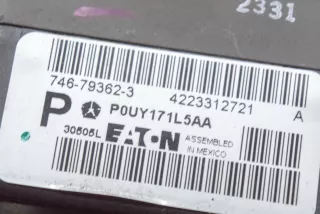 2331
746-79362-3
4223312721 A
P P0UY171L5AA
30505L EATON ASSEMBLED
IN MEXICO